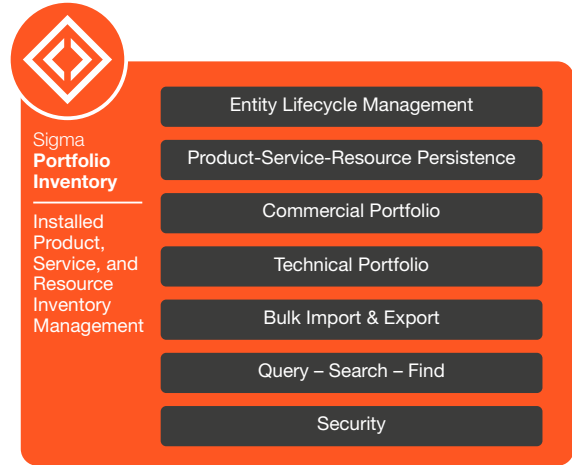 Sigma
Portfolio
Inventory
Installed
Product,
Service, and
Resource
Inventory
Management
Entity Lifecycle Management
Product-Service-Resource Persistence
Commercial Portfolio
Technical Portfolio
Bulk Import & Export
Query – Search – Find
Security